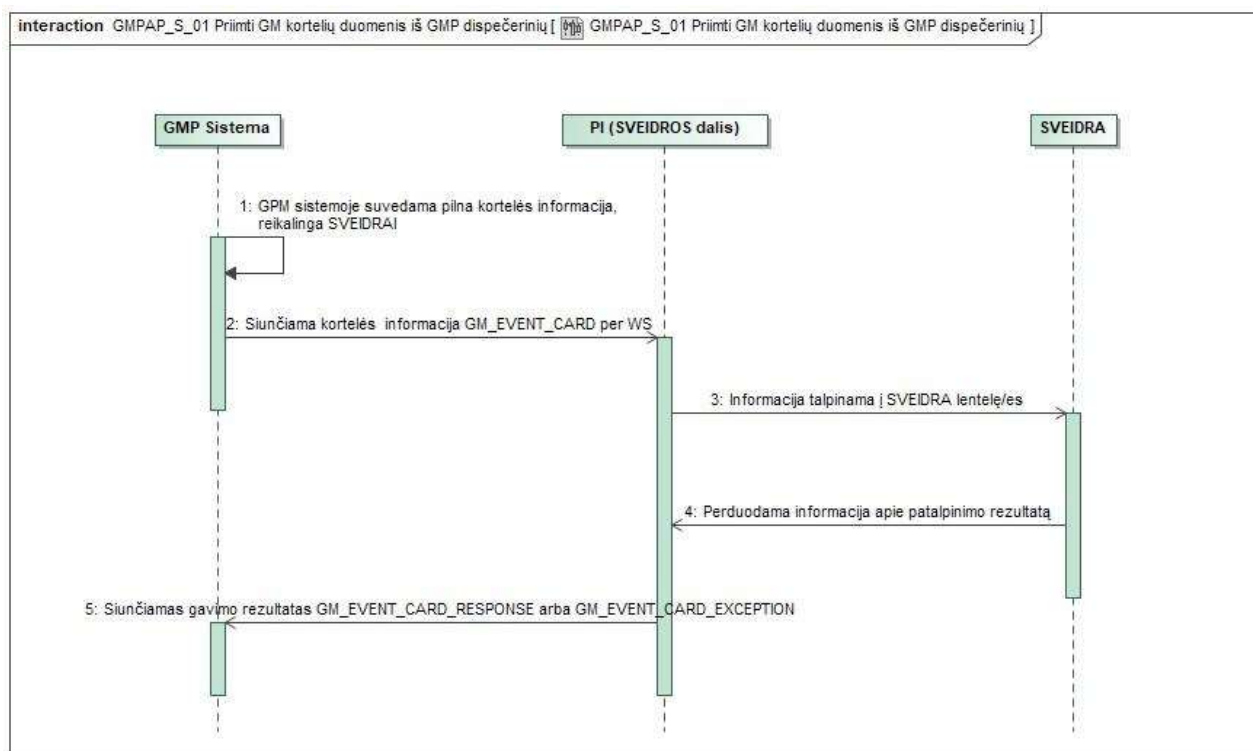 interaction GMPAP_S_01 Priimti GM kortelių duomenis iš GMP dispečerinių [ GMPAP_S_01 Priimti GM kortelių duomenis iš GMP dispečerinių ]
GMP Sistema
PI (SVEIDROS dalis)
SVEIDRA
1: GPM sistemoje suvedama pilna kortelės informacija,
reikalinga SVEIDRAI
2: Siunčiama kortelės informacija GM_EVENT_CARD per WS
3: Informacija talpinama į SVEIDRA lentelę/es
4: Perduodama informacija apie patalpinimo rezultatą
5: Siunčiamas gavimo rezultatas GM_EVENT_CARD_RESPONSE arba GM_EVENT_CARD_EXCEPTION